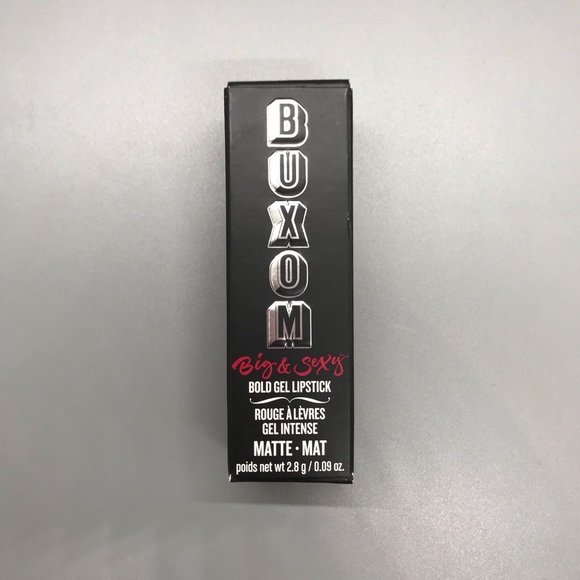 BUXOM
Big & Sexy
BOLD GEL LIPSTICK
ROUGE À LÈVRES
GEL INTENSE
MATTE • MAT
poids net wt 2.8 g / 0.09 oz.